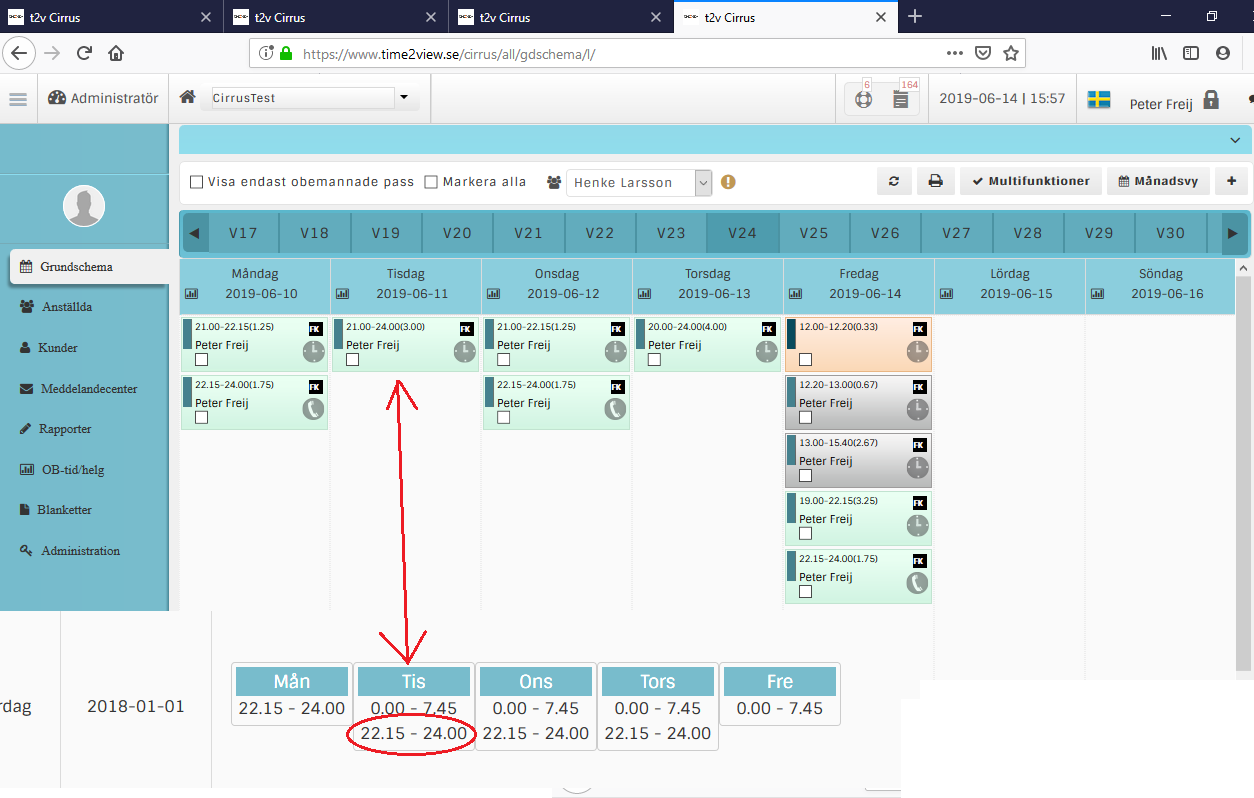 t2v Cirrus
t2v Cirrus
t2v Cirrus
t2v Cirrus
https://www.time2view.se/cirrus/all/gdschema/l/
Administratör
CirrusTest
6
164
2019-06-14 | 15:57
Peter Freij
Visa endast obemannade pass
Markera alla
Henke Larsson
Multifunktioner
Månadsvy
V17 V18 V19 V20 V21 V22 V23 V24 V25 V26 V27 V28 V29 V30
Grundschema
Anställda
Kunder
Meddelandecenter
Rapporter
OB-tid/helg
Blanketter
Administration
Måndag
2019-06-10
21.00-22.15(1.25) FK
Peter Freij
22.15-24.00(1.75) FK
Peter Freij
Tisdag
2019-06-11
21.00-24.00(3.00) FK
Peter Freij
Onsdag
2019-06-12
21.00-22.15(1.25) FK
Peter Freij
22.15-24.00(1.75) FK
Peter Freij
Torsdag
2019-06-13
20.00-24.00(4.00) FK
Peter Freij
Fredag
2019-06-14
12.00-12.20(0.33) FK
12.20-13.00(0.67) FK
Peter Freij
13.00-15.40(2.67) FK
Peter Freij
19.00-22.15(3.25) FK
Peter Freij
22.15-24.00(1.75) FK
Peter Freij
Lördag
2019-06-15
Söndag
2019-06-16
rdag
2018-01-01
Mån
22.15 - 24.00
Tis
0.00 - 7.45
22.15 - 24.00
Ons
0.00 - 7.45
22.15 - 24.00
Tors
0.00 - 7.45
22.15 - 24.00
Fre
0.00 - 7.45